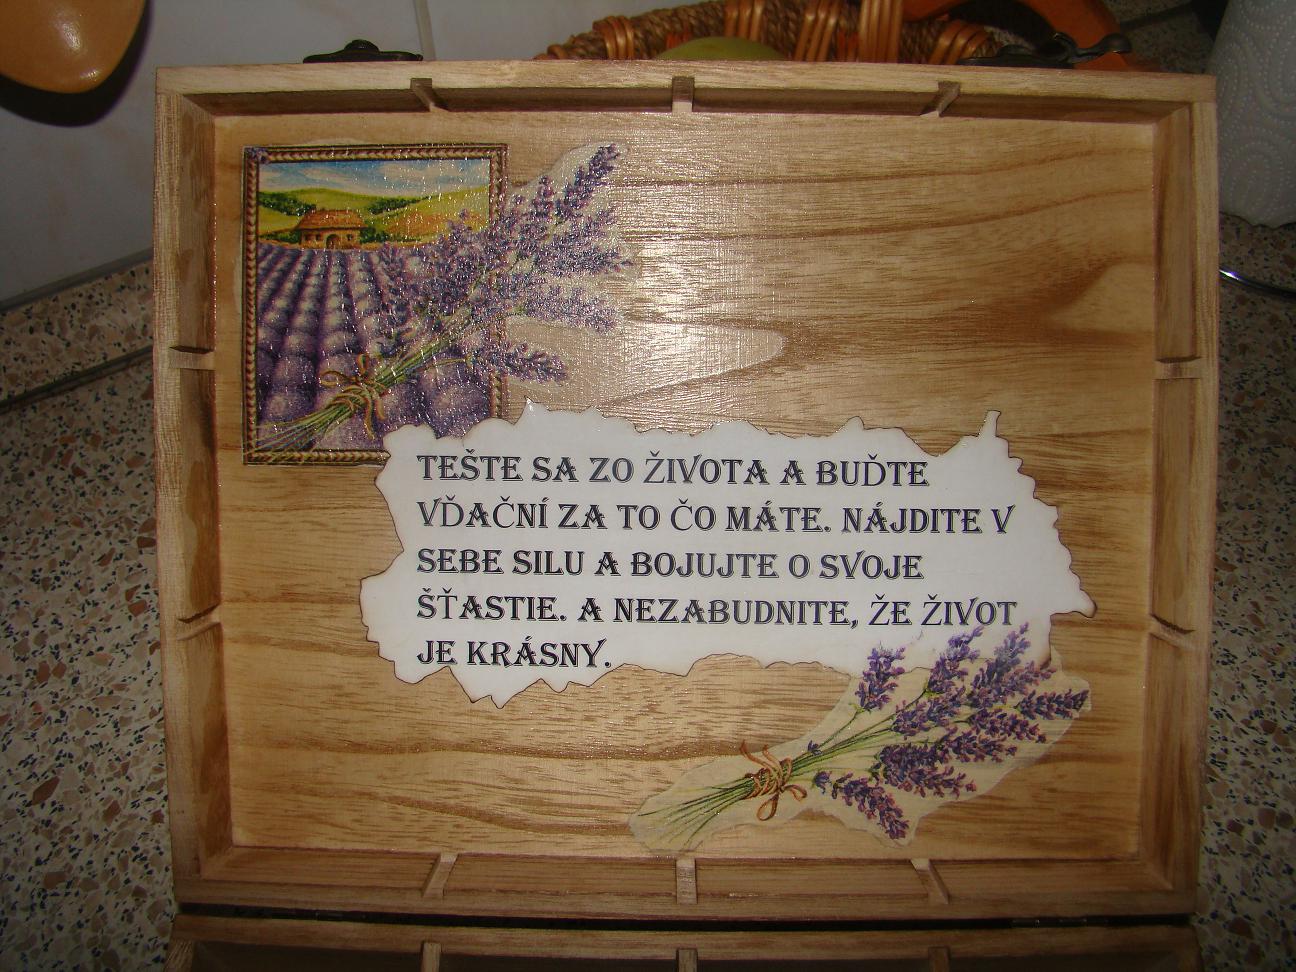 TEŠTE SA ZO ŽIVOTA A BUĎTE
VĎAČNÍ ZA TO ČO MÁTE. NÁJDITE V
SEBE SILU A BOJUJTE O SVOJE
ŠŤASTIE. A NEZABUDNITE, ŽE ŽIVOT
JE KRÁSNY.